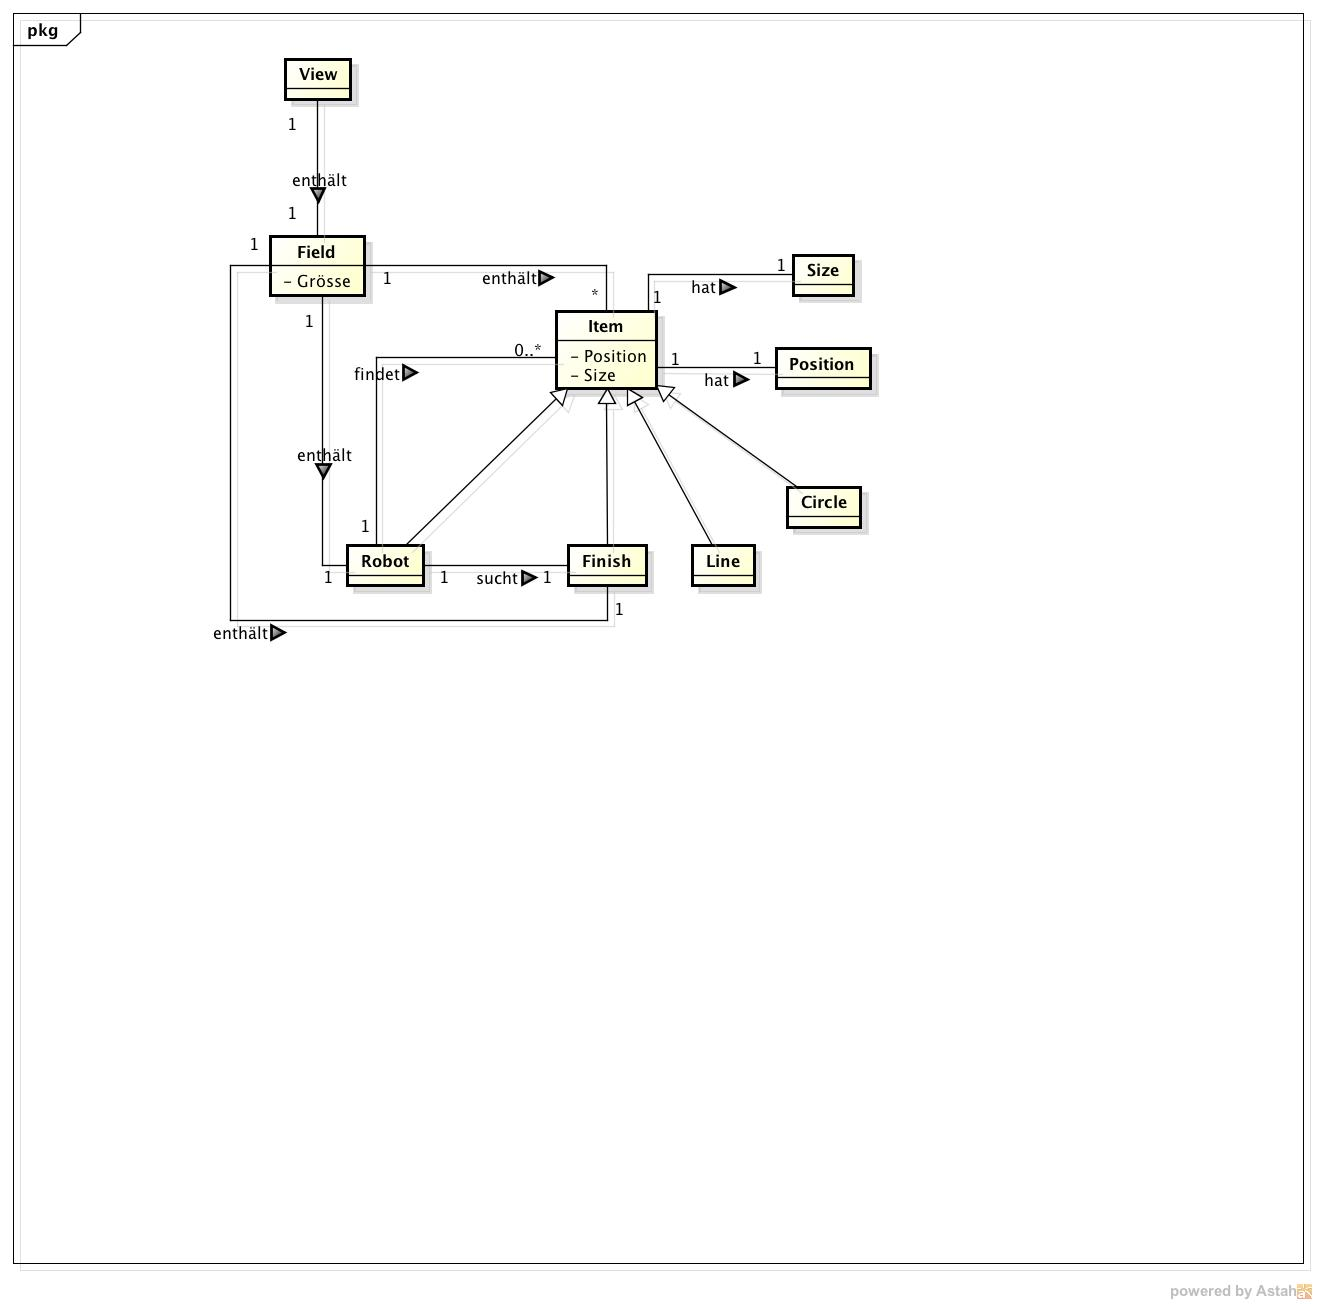 pkg
View
1
enthält
1
1
Field
– Grösse
1
enthält
*
1
hat
1
Size
Item
– Position
– Size
1
hat
1
Position
1
enthält
1
0..*
findet
1
Circle
Robot
1
sucht
1
Finish
Line
1
enthält
powered by Astah